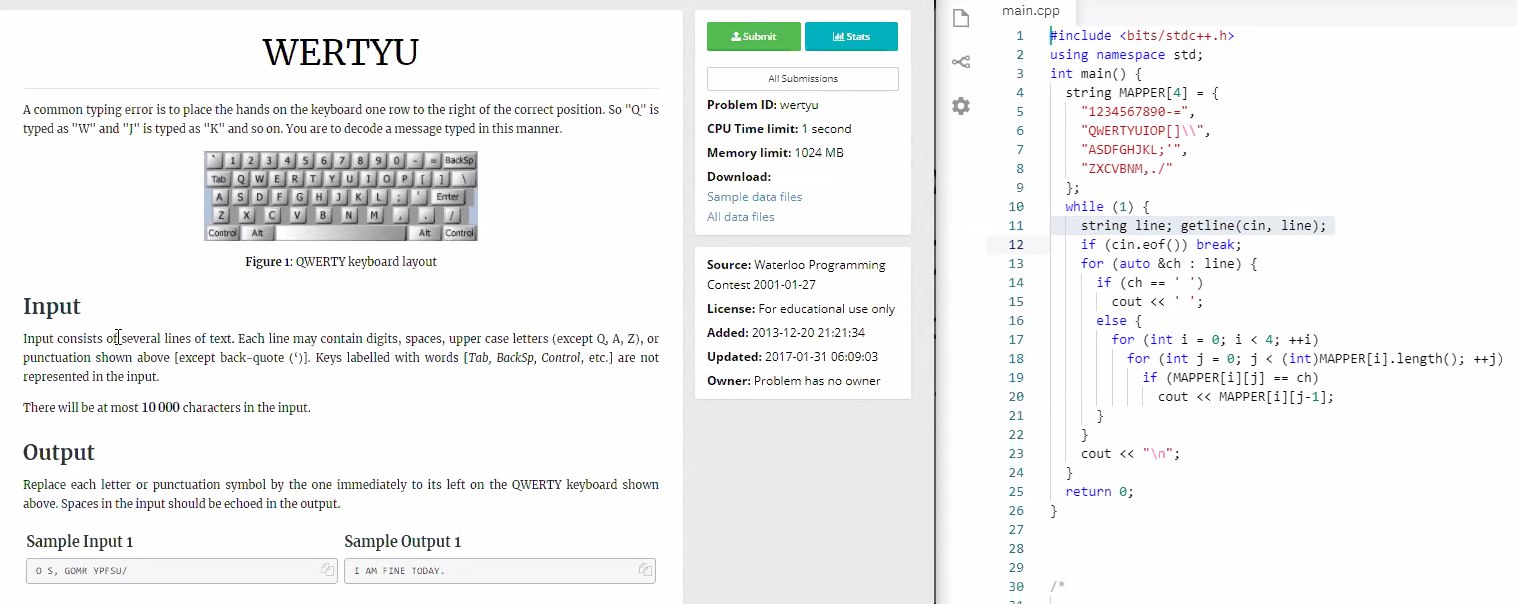 WERTYU
A common typing error is to place the hands on the keyboard one row to the right of the correct position. So "Q" is
typed as "W" and "J" is typed as "K" and so on. You are to decode a message typed in this manner.
` 1 2 3 4 5 6 7 8 9 0 - = BackSp
Tab Q W E R T Y U I O P [ ] \
A S D F G H J K L ; ' Enter
Z X C V B N M , . /
Control Alt Alt Control
Figure 1: QWERTY keyboard layout
Input
Input consists of several lines of text. Each line may contain digits, spaces, upper case letters (except Q, A, Z), or
punctuation shown above [except back-quote (‘)]. Keys labelled with words [Tab, BackSp, Control, etc.] are not
represented in the input.
There will be at most 10 000 characters in the input.
Output
Replace each letter or punctuation symbol by the one immediately to its left on the QWERTY keyboard shown
above. Spaces in the input should be echoed in the output.
Sample Input 1
O S, GOMR YPFSU/
Sample Output 1
I AM FINE TODAY.
Submit
Stats
All Submissions
Problem ID: wertyu
CPU Time limit: 1 second
Memory limit: 1024 MB
Download:
Sample data files
All data files
Source: Waterloo Programming
Contest 2001-01-27
License: For educational use only
Added: 2013-12-20 21:21:34
Updated: 2017-01-31 06:09:03
Owner: Problem has no owner
main.cpp
1 #include <bits/stdc++.h>
2 using namespace std;
3 int main() {
4 string MAPPER[4] = {
5 "1234567890-=",
6 "QWERTYUIOP[]\\",
7 "ASDFGHJKL;'",
8 "ZXCVBNM,./"
9 };
10 while (1) {
11 string line; getline(cin, line);
12 if (cin.eof()) break;
13 for (auto &ch : line) {
14 if (ch == ' ')
15 cout << ' ';
16 else {
17 for (int i = 0; i < 4; ++i)
18 for (int j = 0; j < (int)MAPPER[i].length(); ++j)
19 if (MAPPER[i][j] == ch)
20 cout << MAPPER[i][j-1];
21 }
22 }
23 cout << "\n";
24 }
25 return 0;
26 }
27
28
29
30 /*